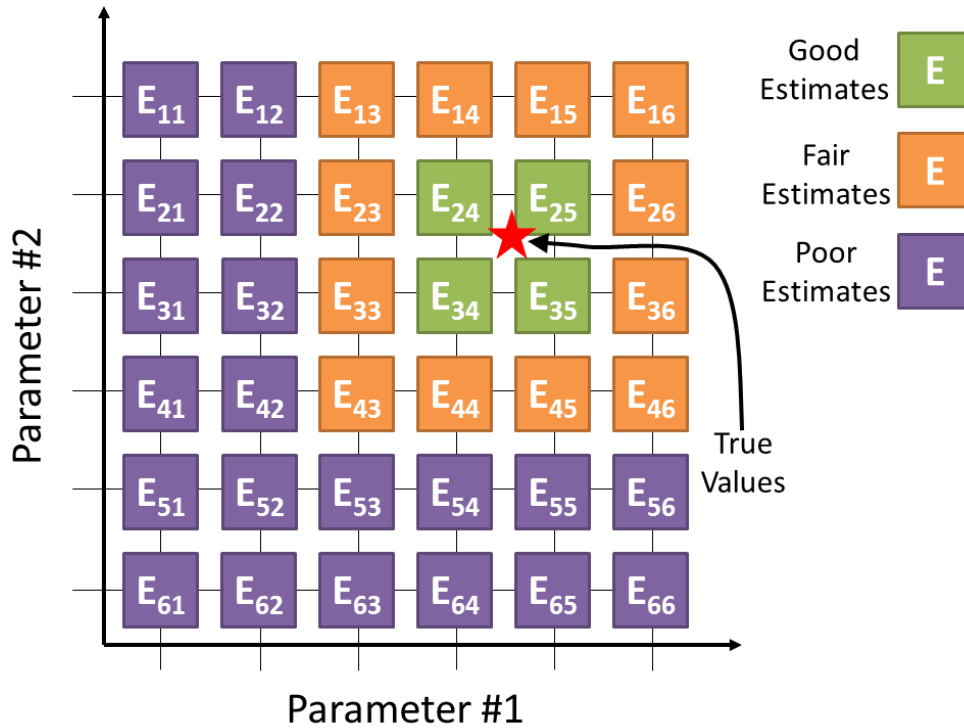 Good
Estimates
E
Fair
Estimates
E
Poor
Estimates
E
E11 E12 E13 E14 E15 E16
E21 E22 E23 E24 E25 E26
E31 E32 E33 E34 E35 E36
E41 E42 E43 E44 E45 E46
E51 E52 E53 E54 E55 E56
E61 E62 E63 E64 E65 E66
True
Values
Parameter #2
Parameter #1